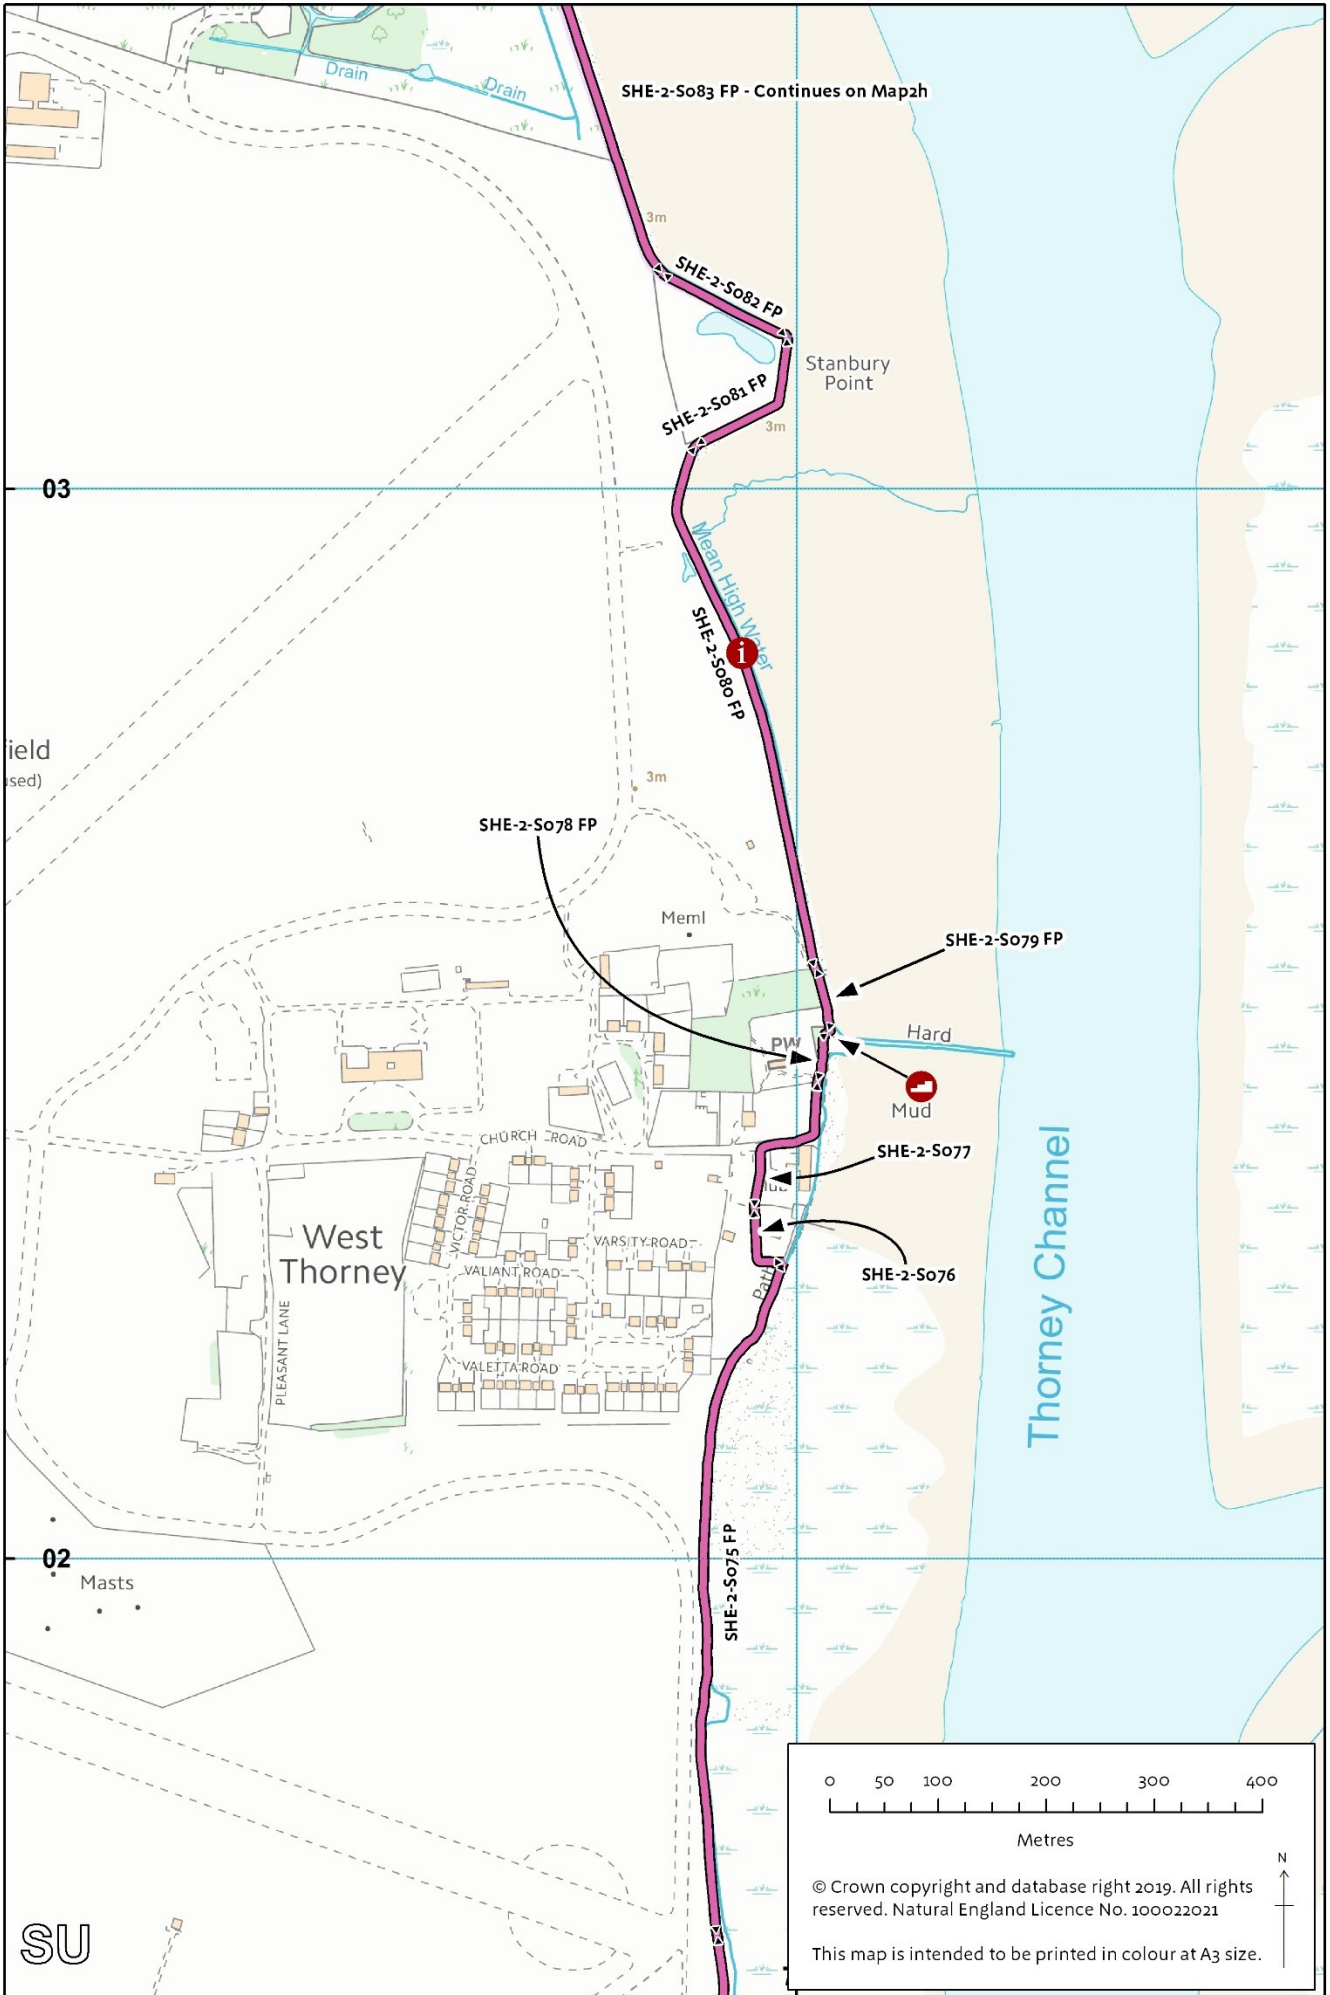 Drain
Drain
SHE-2-S083 FP - Continues on Map2h
3m
SHE-2-S082 FP
Stanbury
Point
SHE-2-S081 FP
3m
03
Mean High Water
SHE-2-S080 FP
i
ield
sed)
3m
SHE-2-S078 FP
Meml
SHE-2-S079 FP
Hard
PW
Mud
CHURCH ROAD
SHE-2-S077
VICTOR ROAD
West
Thorney
VARSITY ROAD
VALIANT ROAD
SHE-2-S076
Path
Thorney Channel
PLEASANT LANE
VALETTA ROAD
SHE-2-S075 FP
02
Masts
0 50 100 200 300 400
Metres
N
© Crown copyright and database right 2019. All rights
reserved. Natural England Licence No. 100022021
This map is intended to be printed in colour at A3 size.
SU